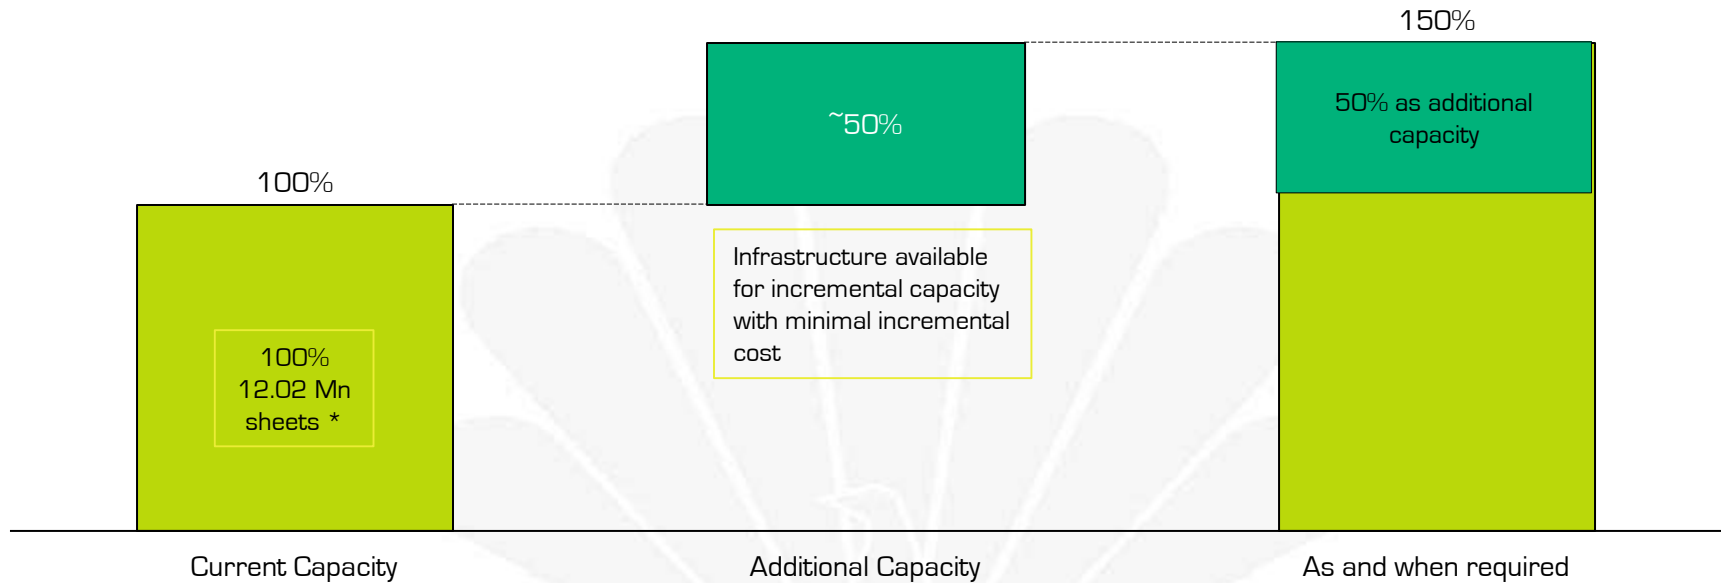 150%
~50%
50% as additional
capacity
100%
Infrastructure available
for incremental capacity
with minimal incremental
cost
100%
12.02 Mn
sheets *
Current Capacity
Additional Capacity
As and when required